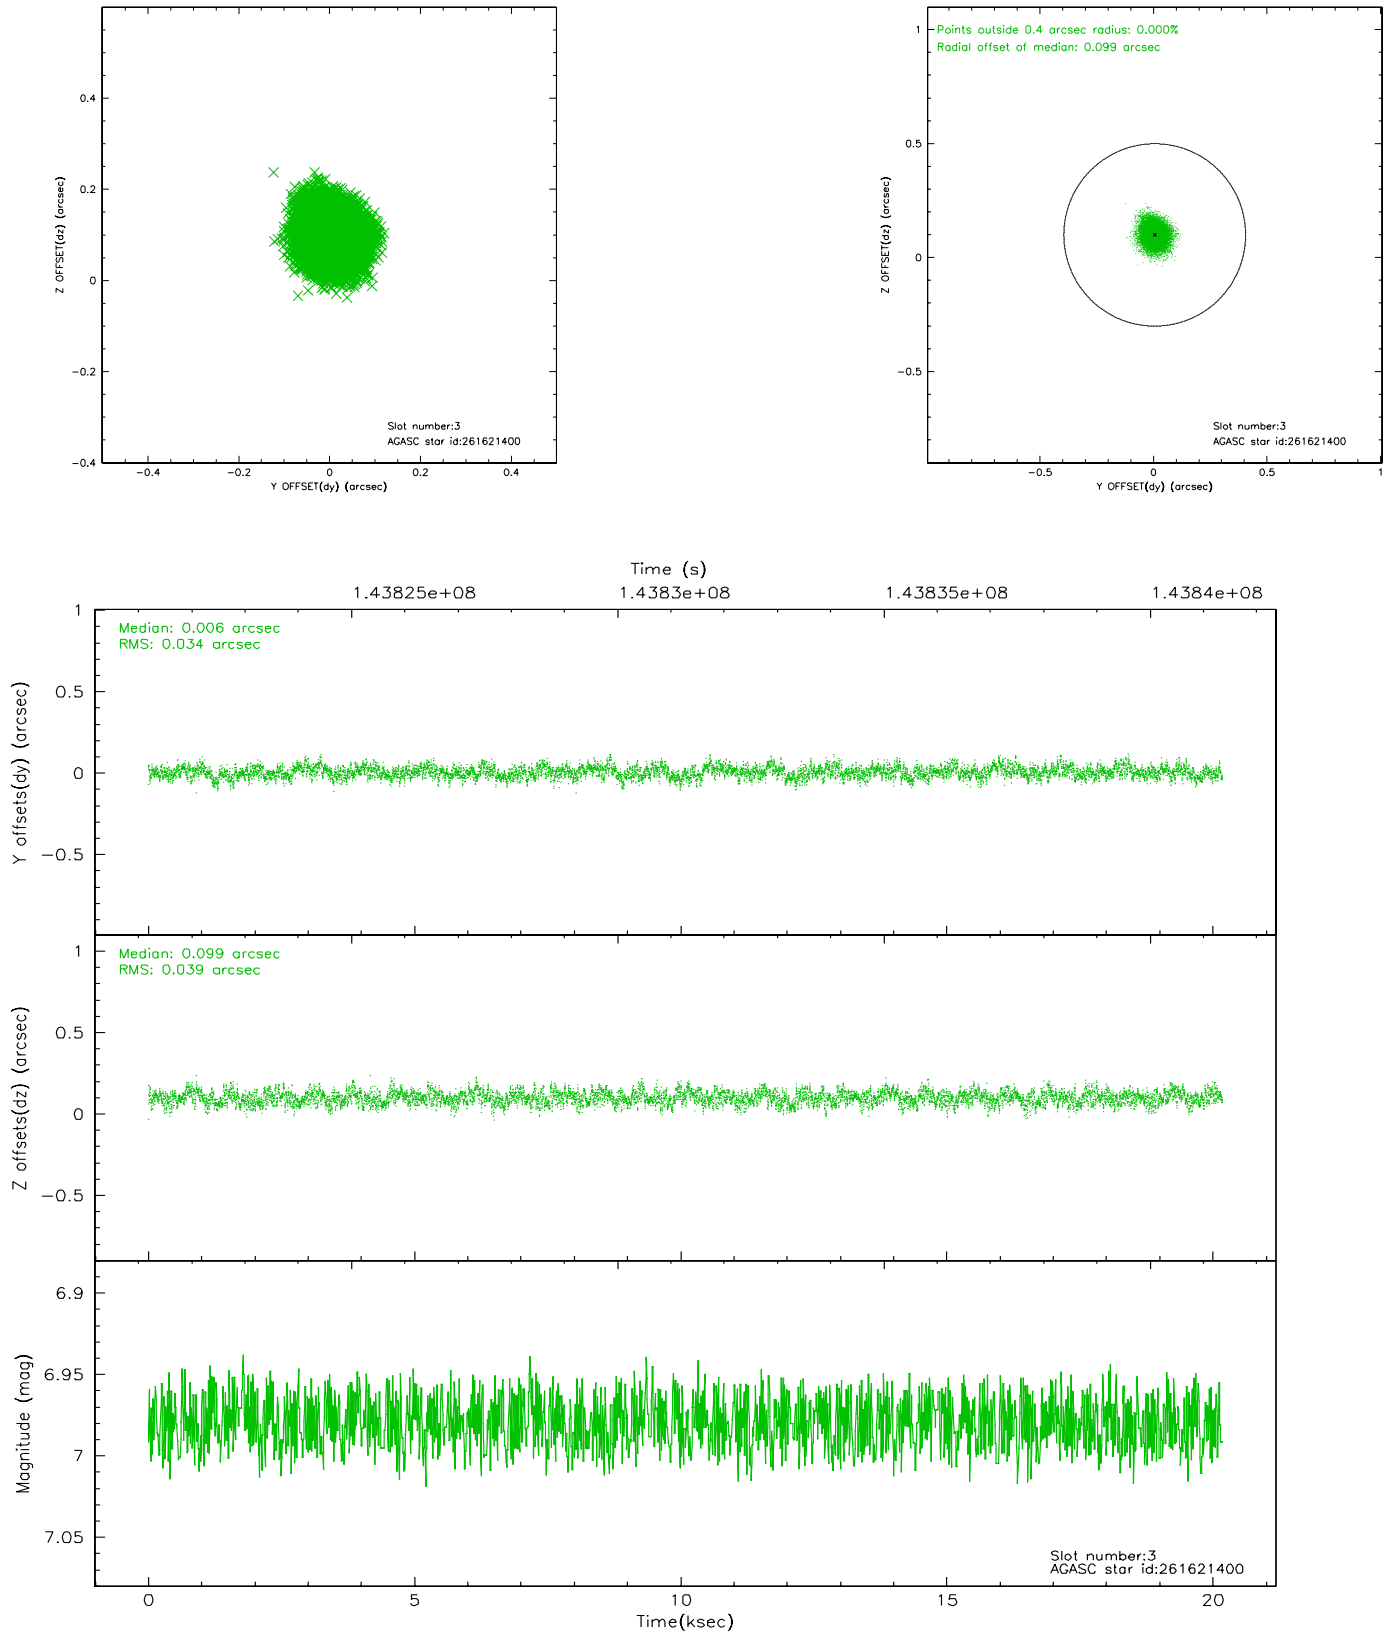 0.4
0.2
0
−0.2
−0.4
Z OFFSET(dz) (arcsec)
Slot number:3
AGASC star id:261621400
−0.4 −0.2 0 0.2 0.4
Y OFFSET(dy) (arcsec)
Points outside 0.4 arcsec radius: 0.000%
Radial offset of median: 0.099 arcsec
1
0.5
0
−0.5
Z OFFSET(dz) (arcsec)
Slot number:3
AGASC star id:261621400
−0.5 0 0.5 1
Y OFFSET(dy) (arcsec)
Time (s)
1.43825e+08 1.4383e+08 1.43835e+08 1.4384e+08
Median: 0.006 arcsec
RMS: 0.034 arcsec
1
0.5
0
−0.5
Y offsets(dy) (arcsec)
Median: 0.099 arcsec
RMS: 0.039 arcsec
1
0.5
0
−0.5
Z offsets(dz) (arcsec)
6.9
6.95
7
7.05
Magnitude (mag)
Slot number:3
AGASC star id:261621400
0 5 10 15 20
Time(ksec)